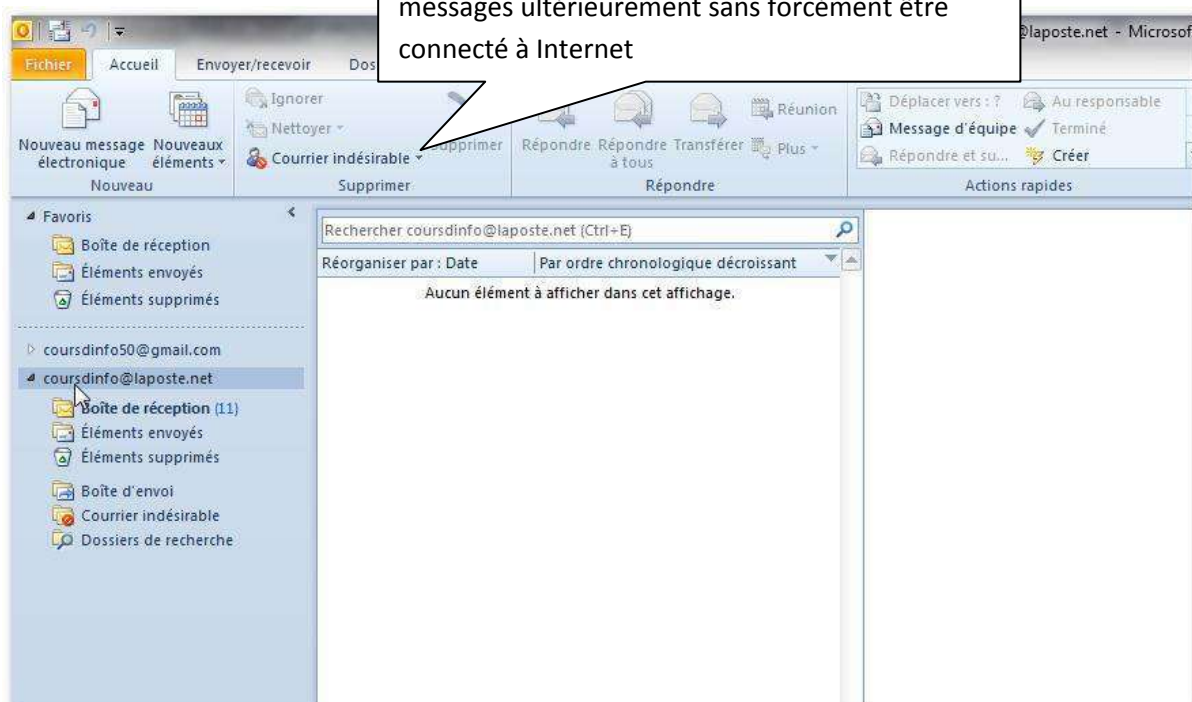 messages ultérieurement sans forcément être
connecté à Internet
@laposte.net - Microsof
Fichier Accueil Envoyer/recevoir Dos
Nouveau message électronique
Nouveaux éléments
Nouveau
Ignorer
Nettoyer
Courrier indésirable
Supprimer
Supprimer
Répondre
Répondre à tous
Transférer
Réunion
Plus
Répondre
Déplacer vers : ?
Message d'équipe
Répondre et su...
Au responsable
Terminé
Créer
Actions rapides
Favoris
Boîte de réception
Éléments envoyés
Éléments supprimés
coursdinfo50@gmail.com
coursdinfo@laposte.net
Boîte de réception (11)
Éléments envoyés
Éléments supprimés
Boîte d'envoi
Courrier indésirable
Dossiers de recherche
Rechercher coursdinfo@laposte.net (Ctrl+E)
Réorganiser par : Date Par ordre chronologique décroissant
Aucun élément à afficher dans cet affichage.